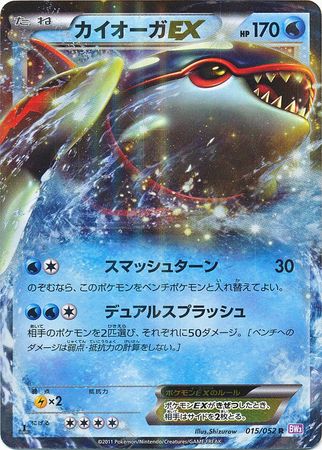 たね カイオーガEX HP170
スマッシュターン 30
のぞむなら、このポケモンをベンチポケモンと入れ替えてよい。
デュアルスプラッシュ
相手のポケモンを2匹選び、それぞれに50ダメージ。[ベンチへ
のダメージは弱点・抵抗力の計算をしない。]
弱点 抵抗力 ポケモンEXのルール
×2 ポケモンEXがきぜつしたとき、
にげる 相手はサイドを2枚とる。
Illus. Shizurow 015/052 R BW3
©2011 Pokémon/Nintendo/Creatures/GAME FREAK.